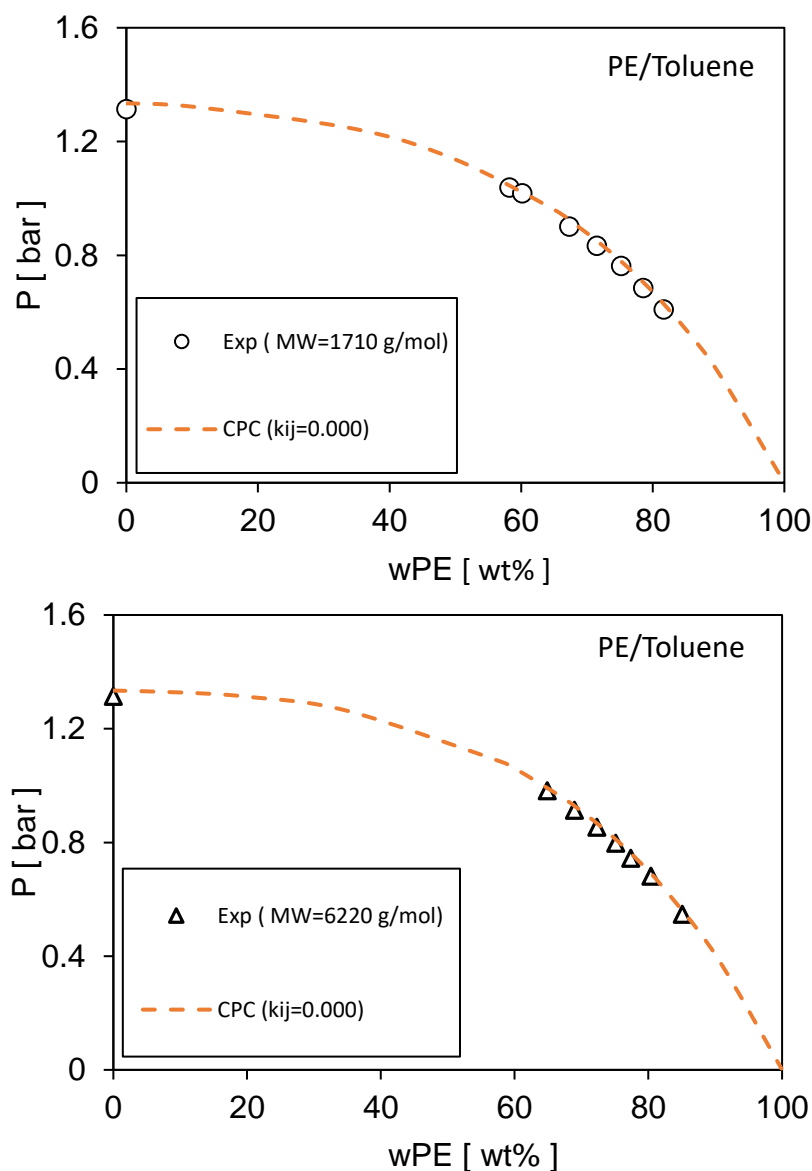 1.6
PE/Toluene
1.2
P [ bar ]
0.8
Exp ( MW=1710 g/mol)
0.4
CPC (kij=0.000)
0
0 20 40 60 80 100
wPE [ wt% ]
1.6
PE/Toluene
1.2
P [ bar ]
0.8
Exp ( MW=6220 g/mol)
0.4
CPC (kij=0.000)
0
0 20 40 60 80 100
wPE [ wt% ]